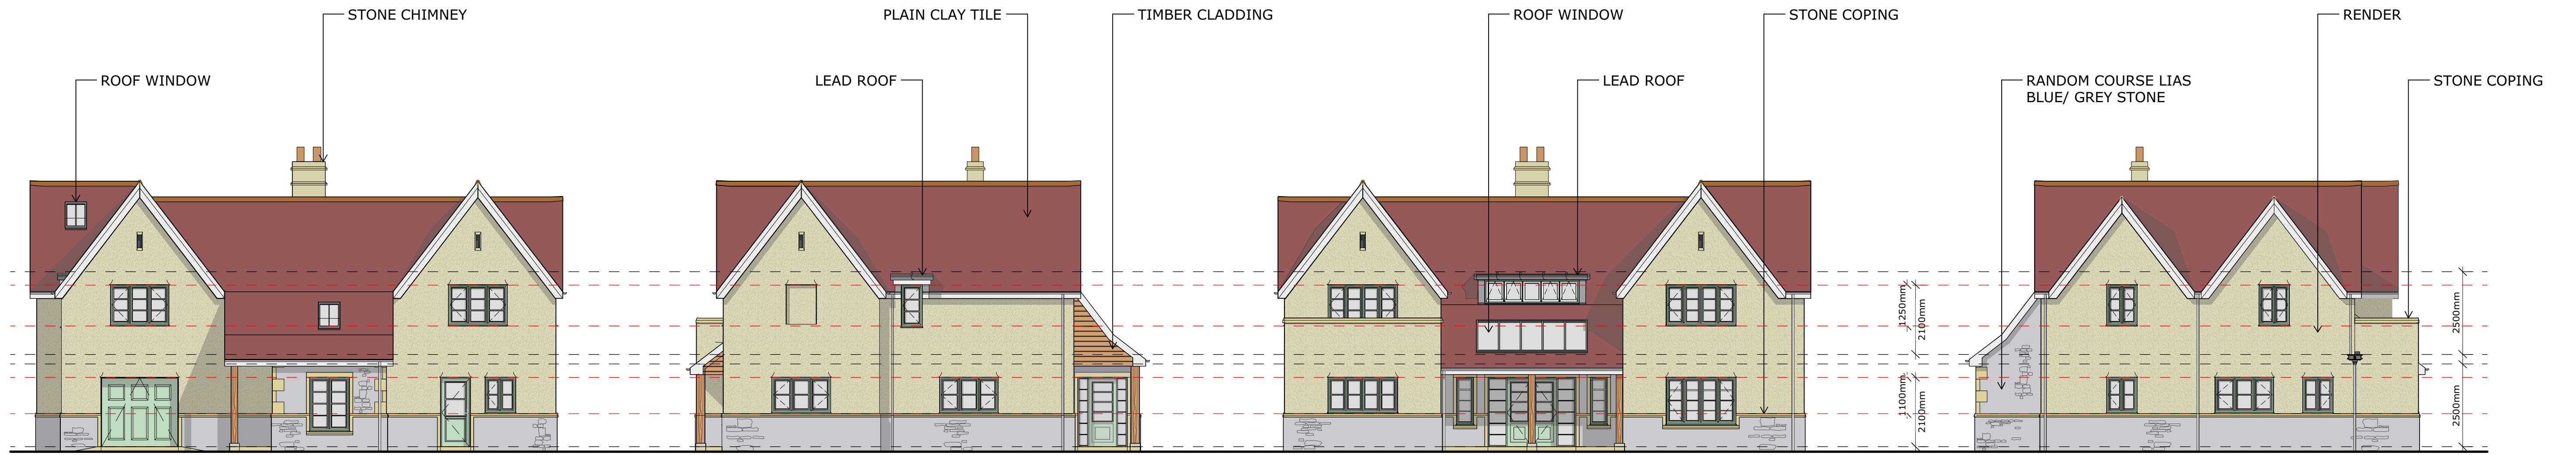 STONE CHIMNEY
PLAIN CLAY TILE
TIMBER CLADDING
ROOF WINDOW
STONE COPING
RENDER
ROOF WINDOW
LEAD ROOF
LEAD ROOF
RANDOM COURSE LIAS
BLUE/ GREY STONE
STONE COPING
1250mm
2100mm
2500mm
1100mm
2100mm
2500mm